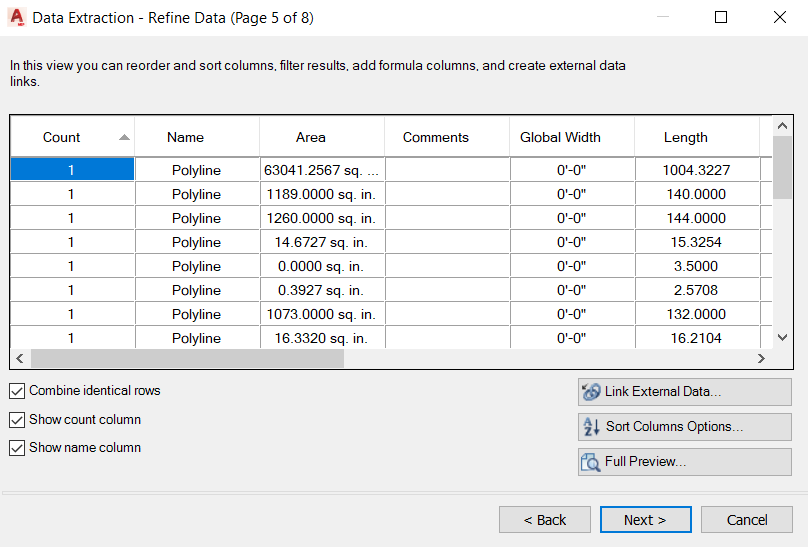 Data Extraction - Refine Data (Page 5 of 8)
In this view you can reorder and sort columns, filter results, add formula columns, and create external data
links.
Count Name Area Comments Global Width Length
1 Polyline 63041.2567 sq. ... 0'-0" 1004.3227
1 Polyline 1189.0000 sq. in. 0'-0" 140.0000
1 Polyline 1260.0000 sq. in. 0'-0" 144.0000
1 Polyline 14.6727 sq. in. 0'-0" 15.3254
1 Polyline 0.0000 sq. in. 0'-0" 3.5000
1 Polyline 0.3927 sq. in. 0'-0" 2.5708
1 Polyline 1073.0000 sq. in. 0'-0" 132.0000
1 Polyline 16.3320 sq. in. 0'-0" 16.2104
Combine identical rows
Show count column
Show name column
Link External Data...
Sort Columns Options...
Full Preview...
< Back Next > Cancel